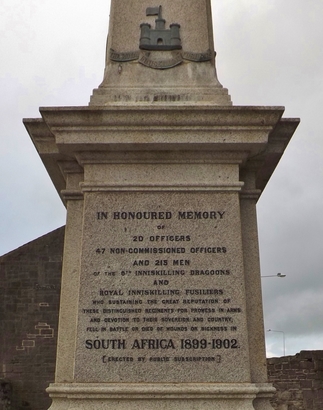 IN HONOURED MEMORY
OF
20 OFFICERS
47 NON-COMMISSIONED OFFICERS
AND 215 MEN
OF THE 6TH INNISKILLING DRAGOONS
AND
ROYAL INNISKILLING FUSILIERS
WHO SUSTAINING THE GREAT REPUTATION OF
THESE DISTINGUISHED REGIMENTS FOR PROWESS IN ARMS
AND DEVOTION TO THEIR SOVEREIGN AND COUNTRY,
FELL IN BATTLE OR DIED OF WOUNDS OR SICKNESS IN
SOUTH AFRICA 1899-1902.
[ERECTED BY PUBLIC SUBSCRIPTION]